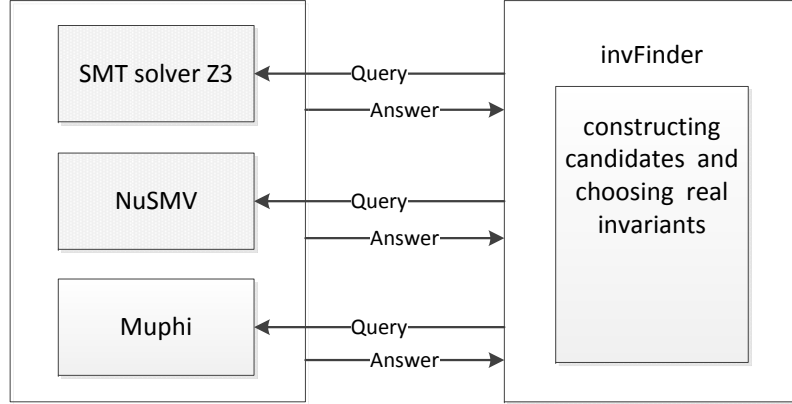 SMT solver Z3
Query
Answer
NuSMV
Query
Answer
Muphi
Query
Answer
invFinder
constructing
candidates and
choosing real
invariants